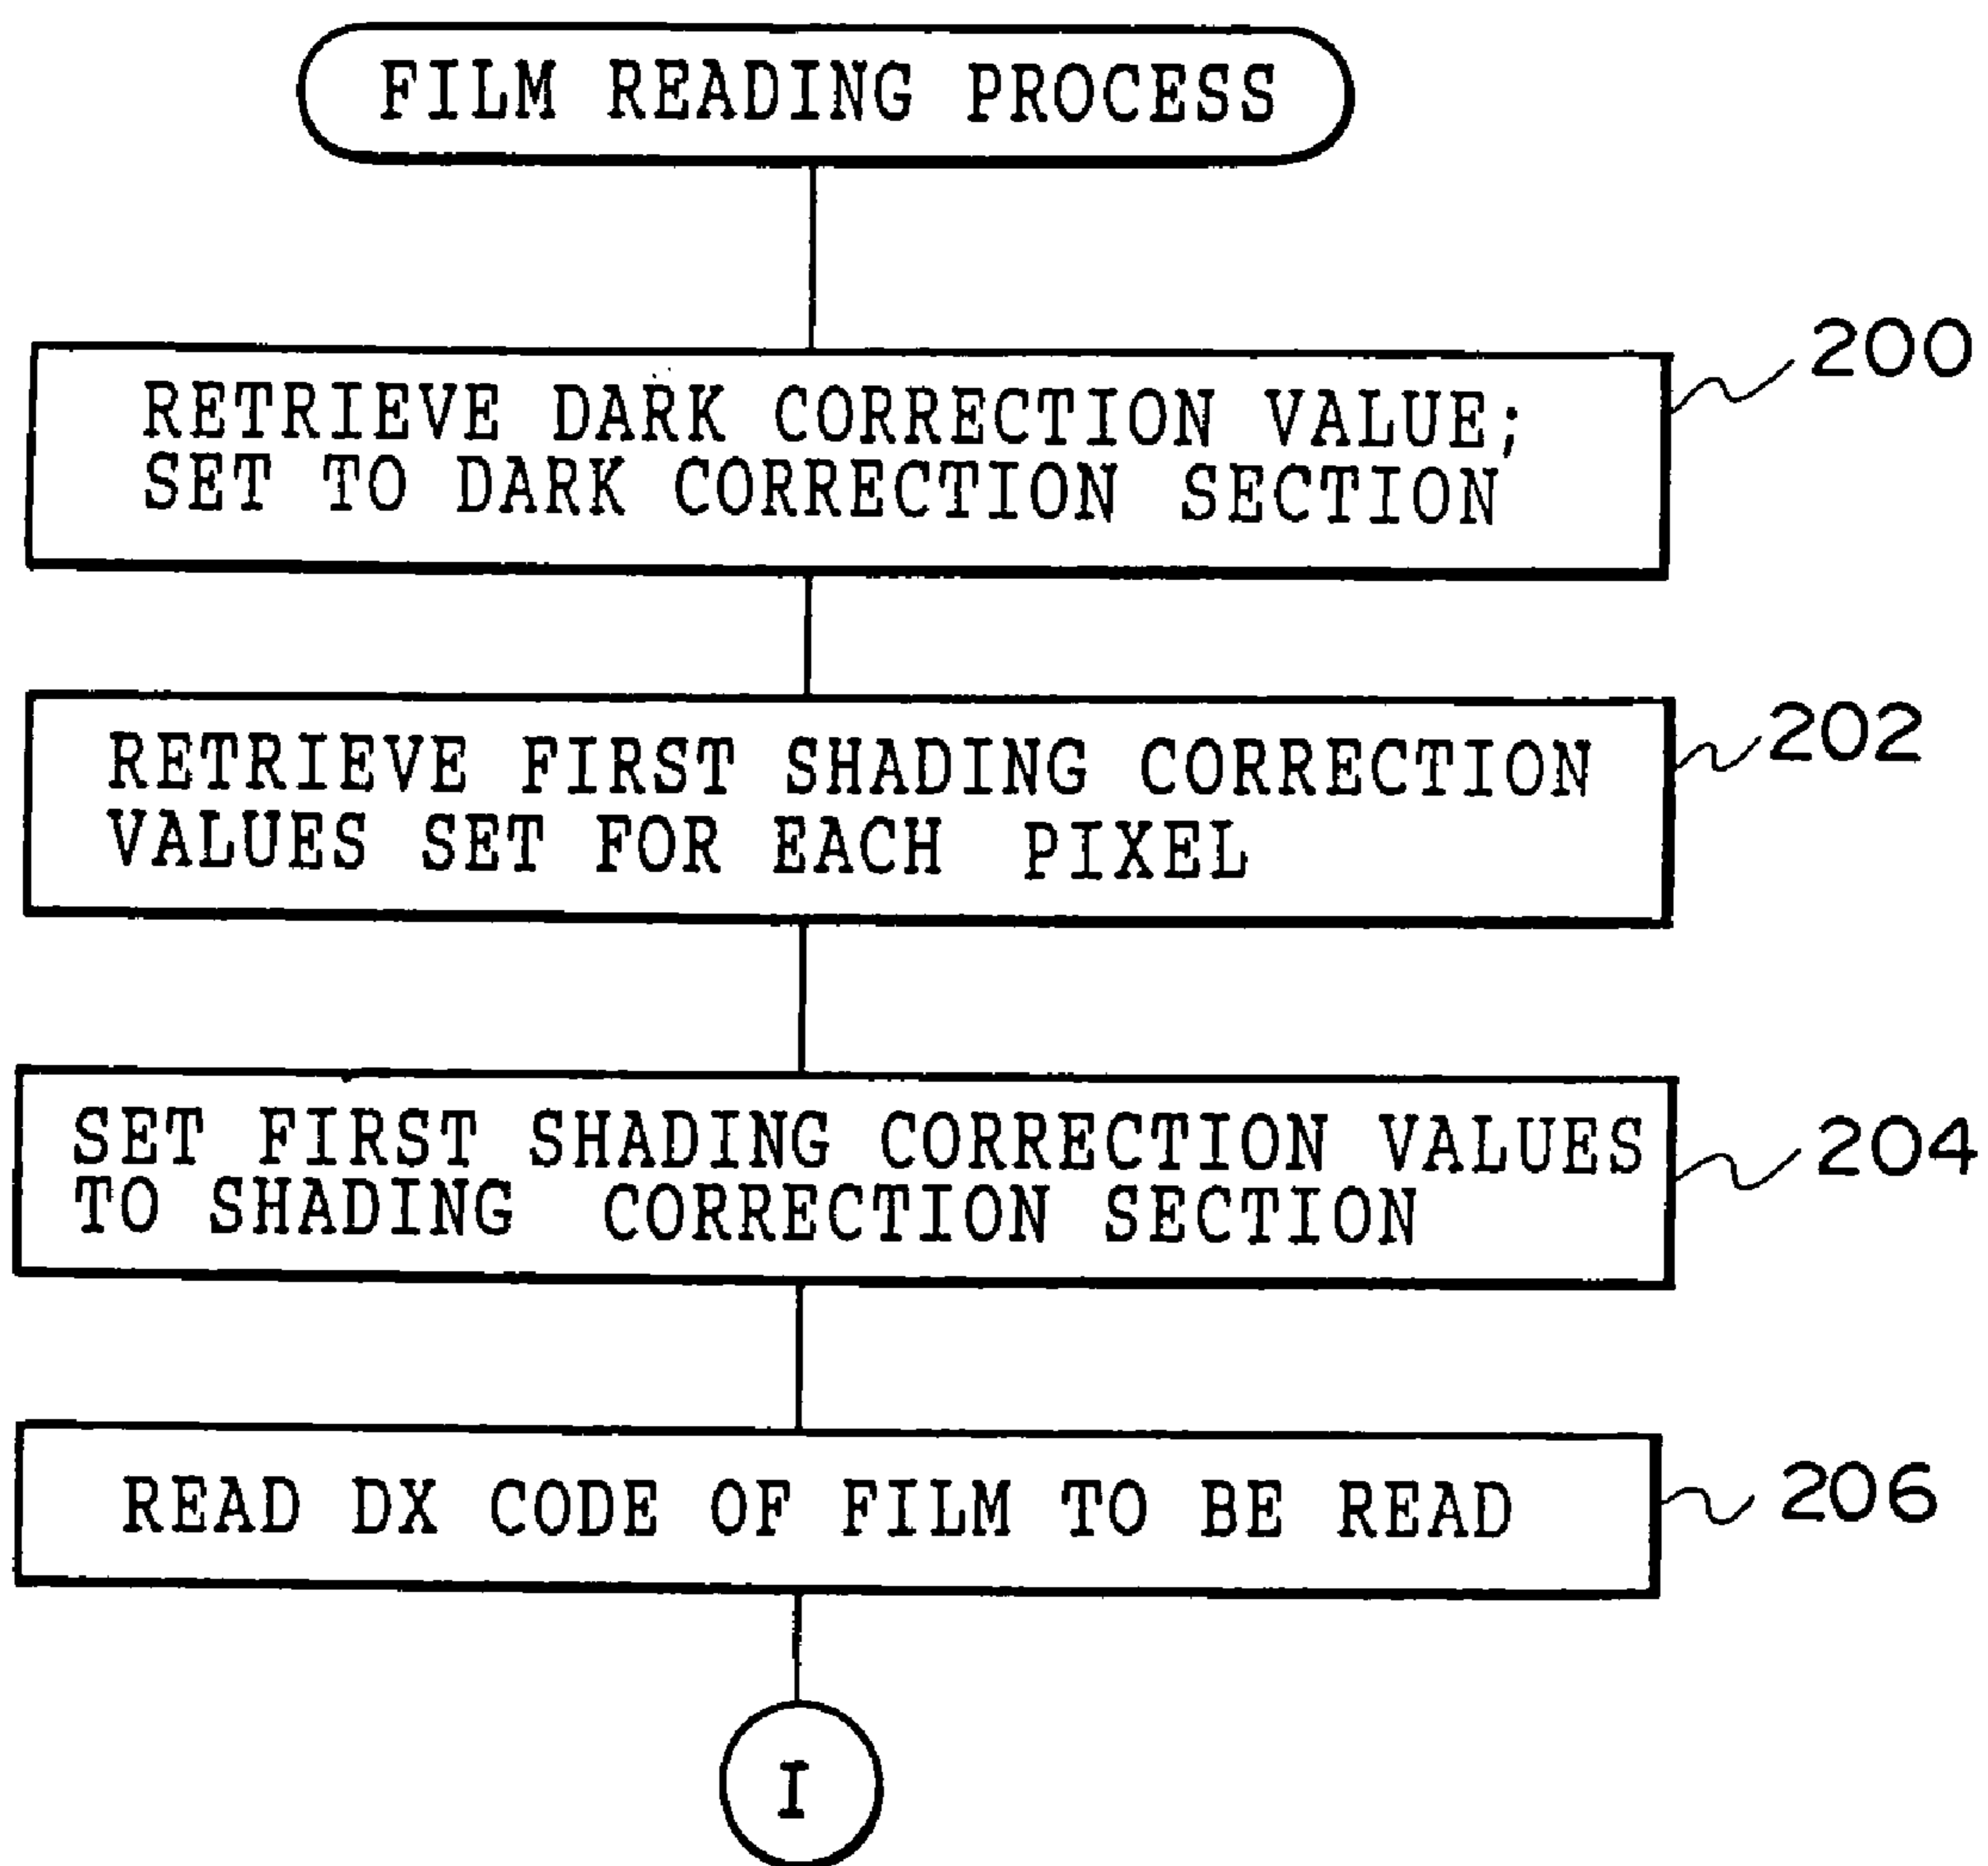 FILM READING PROCESS
200
RETRIEVE DARK CORRECTION VALUE;
SET TO DARK CORRECTION SECTION
202
RETRIEVE FIRST SHADING CORRECTION
VALUES SET FOR EACH PIXEL
SET FIRST SHADING CORRECTION VALUES
204
TO SHADING CORRECTION SECTION
READ DX CODE OF FILM TO BE READ
206
I